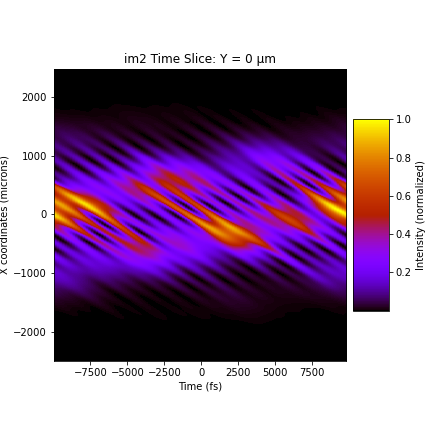 im2 Time Slice: Y = 0 μm
2000
1000
0
−1000
−2000
X coordinates (microns)
−7500 −5000 −2500 0 2500 5000 7500
Time (fs)
1.0
0.8
0.6
0.4
0.2
Intensity (normalized)